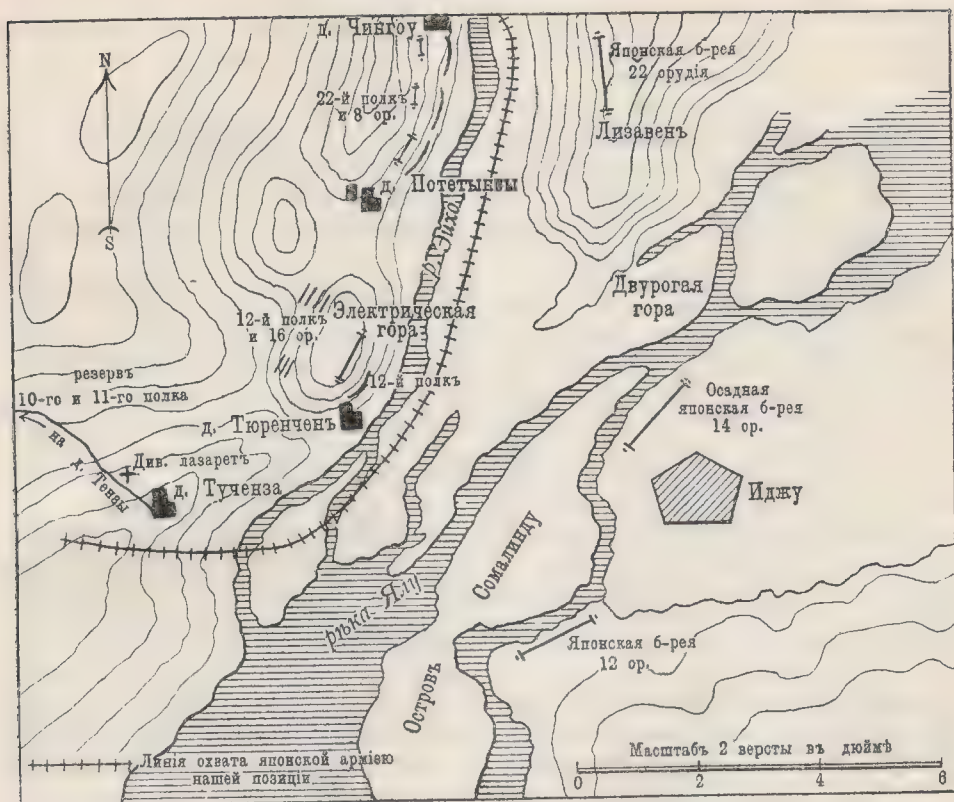 д. Чингоу
Японская б-рея
22 орудія
N
22-й полкъ
и 8 ор.
Лизавенъ
д. Потетынзы
S
р. Эйхо
Двурогая
гора
Электрическая
гора
12-й полкъ
и 16 ор.
резервъ
10-го и 11-го полка
12-й полкъ
Осадная
японская б-рея
14 ор.
д. Тюренченъ
на д. Тензы
Див. лазаретъ
д. Тученза
Иджу
Сомалинду
рѣка Ялу
Японская б-рея
12 ор.
Островъ
Линія охвата японской арміею
нашей позиціи
Масштабъ 2 версты въ дюймѣ
0 2 4 6